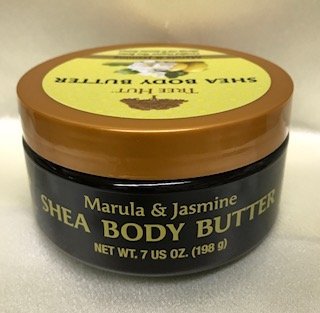 SHEA BODY BUTTER
TREE HUT
Marula & Jasmine
SHEA BODY BUTTER
NET WT. 7 US OZ. (198 g)